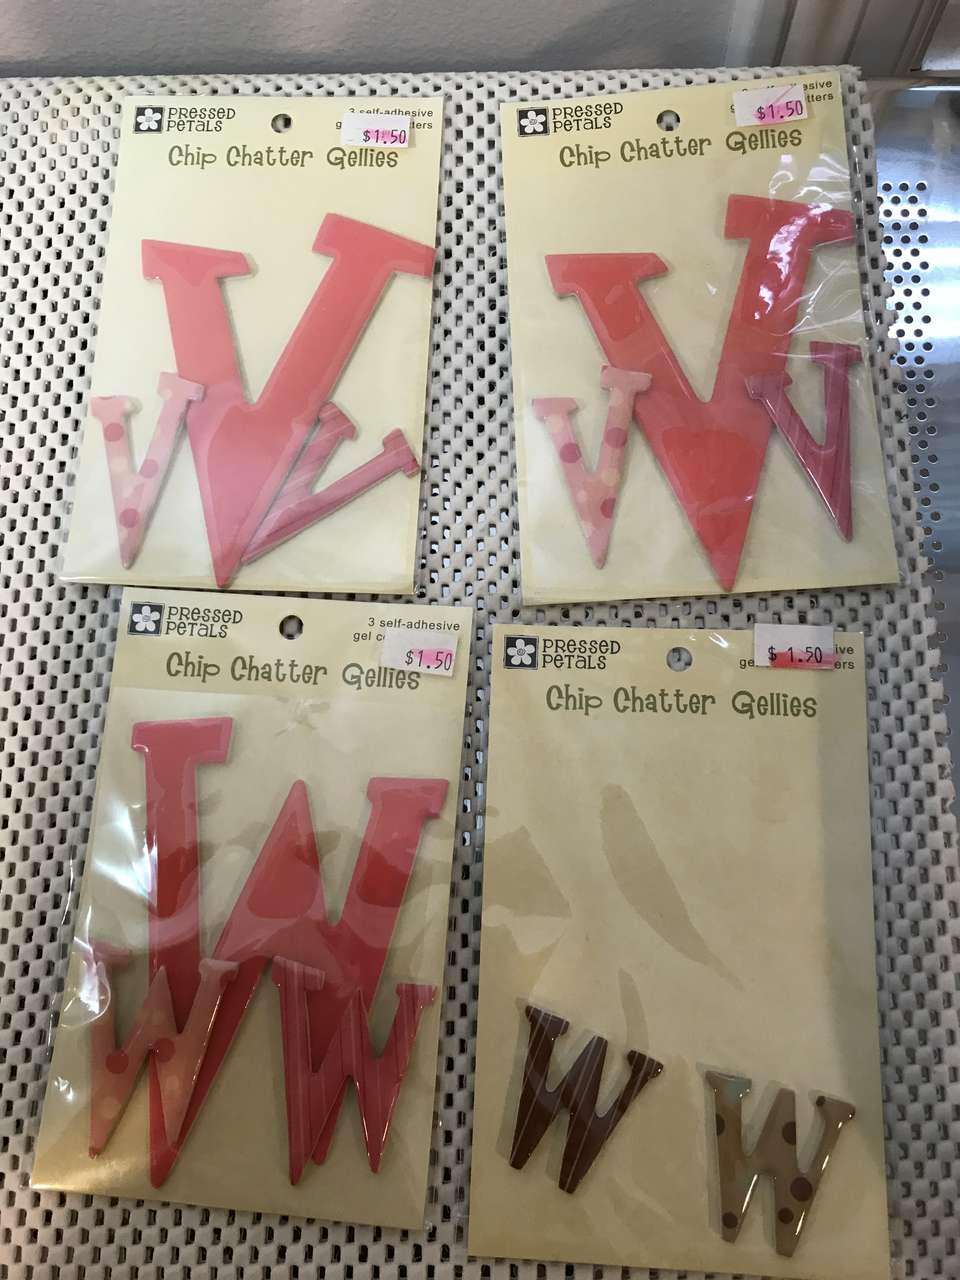 PRESSED
PETALS
3 self-adhesive
$1.50
Chip Chatter Gellies
V
V
V
PRESSED
PETALS
$1.50
Chip Chatter Gellies
V
V
V
PRESSED
PETALS
3 self-adhesive
gel
$1.50
Chip Chatter Gellies
W
W
W
PRESSED
PETALS
$1.50
Chip Chatter Gellies
W
W